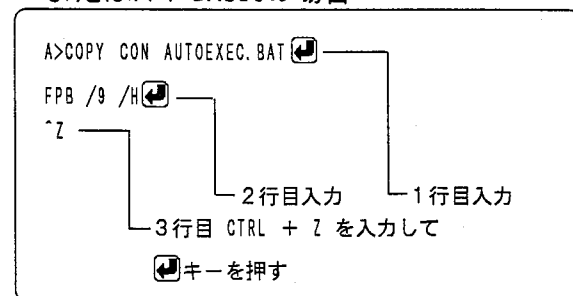 A>COPY CON AUTOEXEC.BAT
FPB /9 /H
^Z
2行目入力
1行目入力
3行目 CTRL + Z を入力して
キーを押す